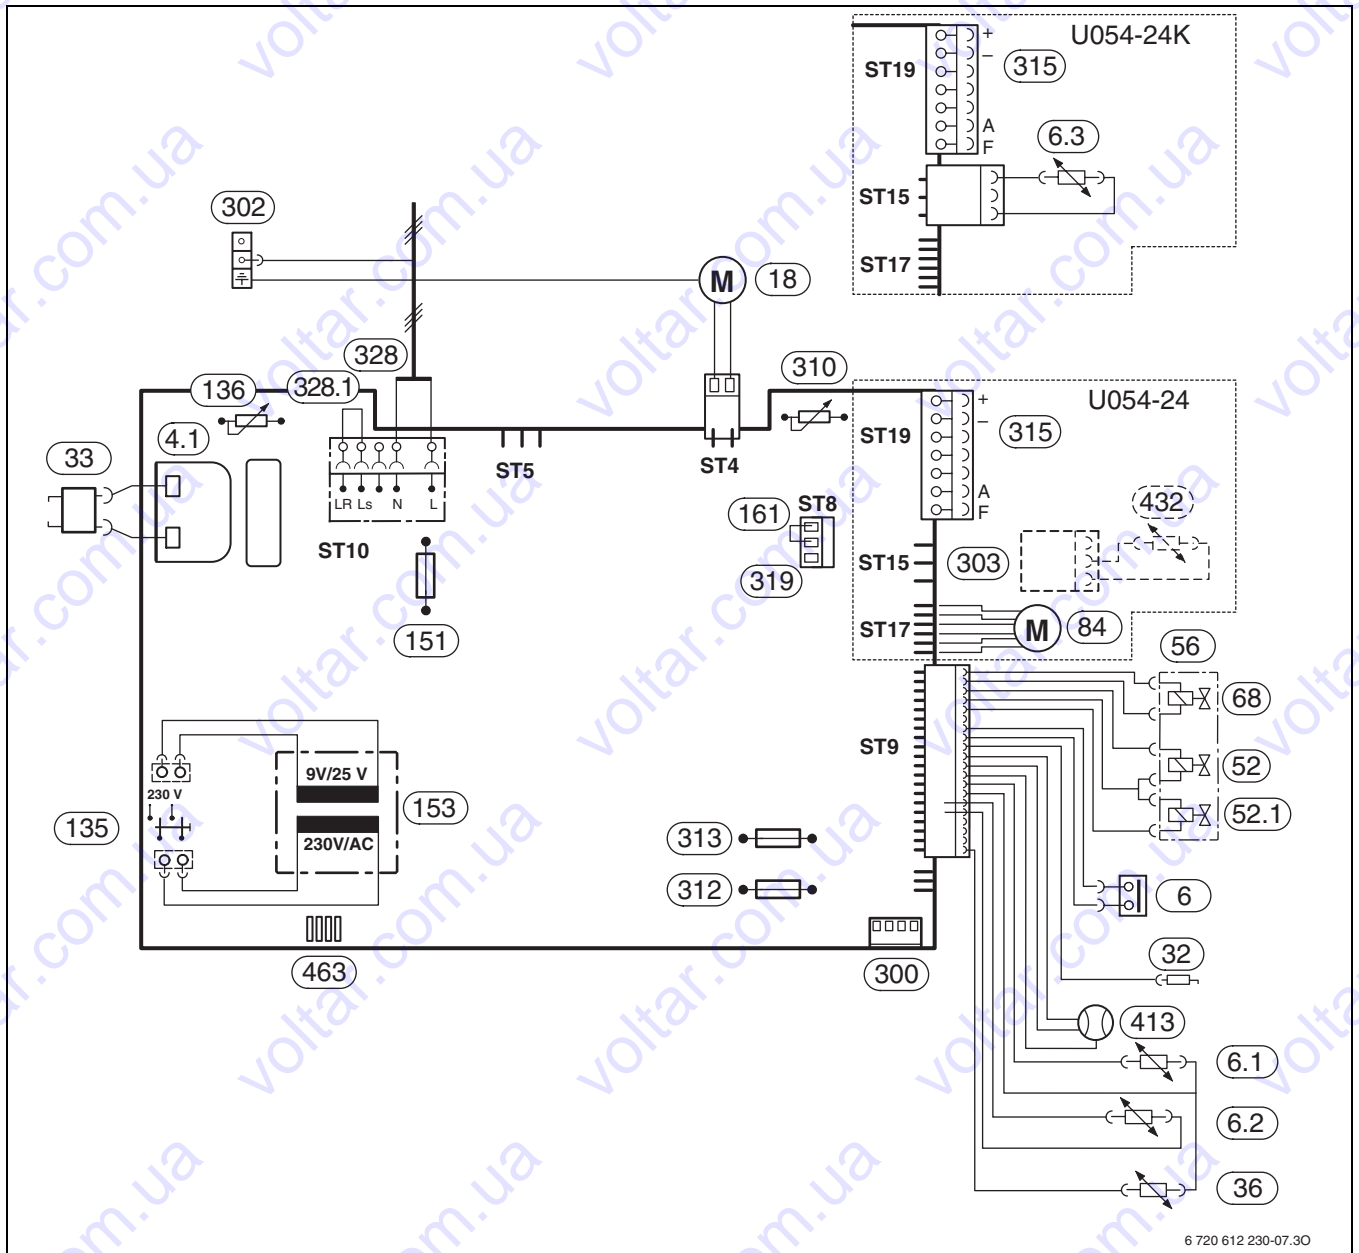 U054-24K
+
−
315
ST19
A
F
6.3
ST15
ST17
302
M
18
328
136
328.1
310
U054-24
4.1
33
+
−
315
ST19
A
F
LR Ls N L
ST10
ST5
ST4
ST8
161
319
432
303
ST15
151
ST17
M
84
56
68
ST9
52
52.1
9V/25 V
230 V
153
135
230V/AC
313
312
6
463
300
32
413
6.1
6.2
36
6 720 612 230-07.3O
voltar.com.ua